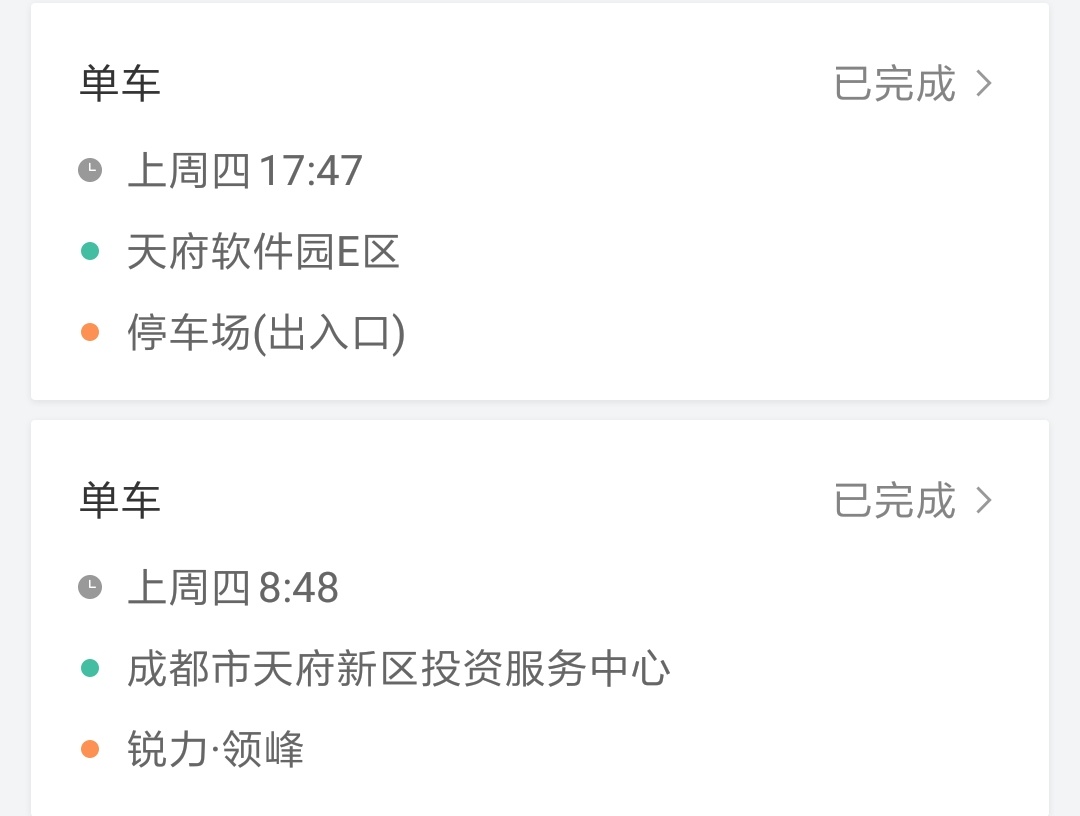 单车 已完成
上周四 17:47
天府软件园E区
停车场(出入口)
单车 已完成
上周四 8:48
成都市天府新区投资服务中心
锐力·领峰